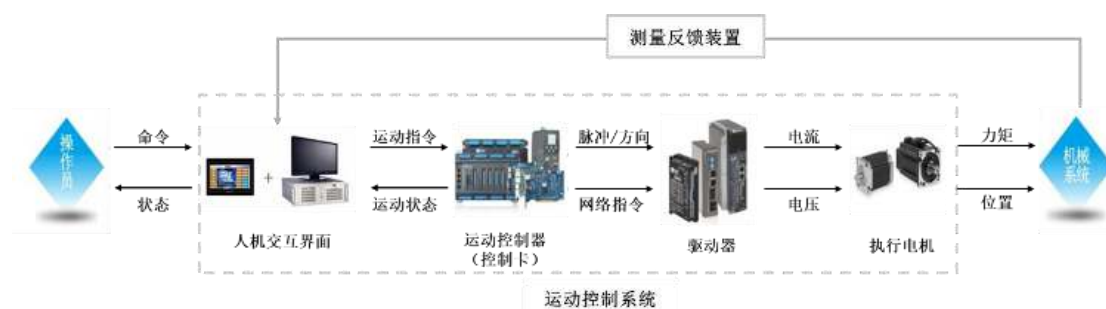 测量反馈装置
操作员
命令
状态
人机交互界面
+
运动指令
运动状态
运动控制器
（控制卡）
脉冲/方向
网络指令
驱动器
电流
电压
执行电机
力矩
位置
机械
系统
运动控制系统